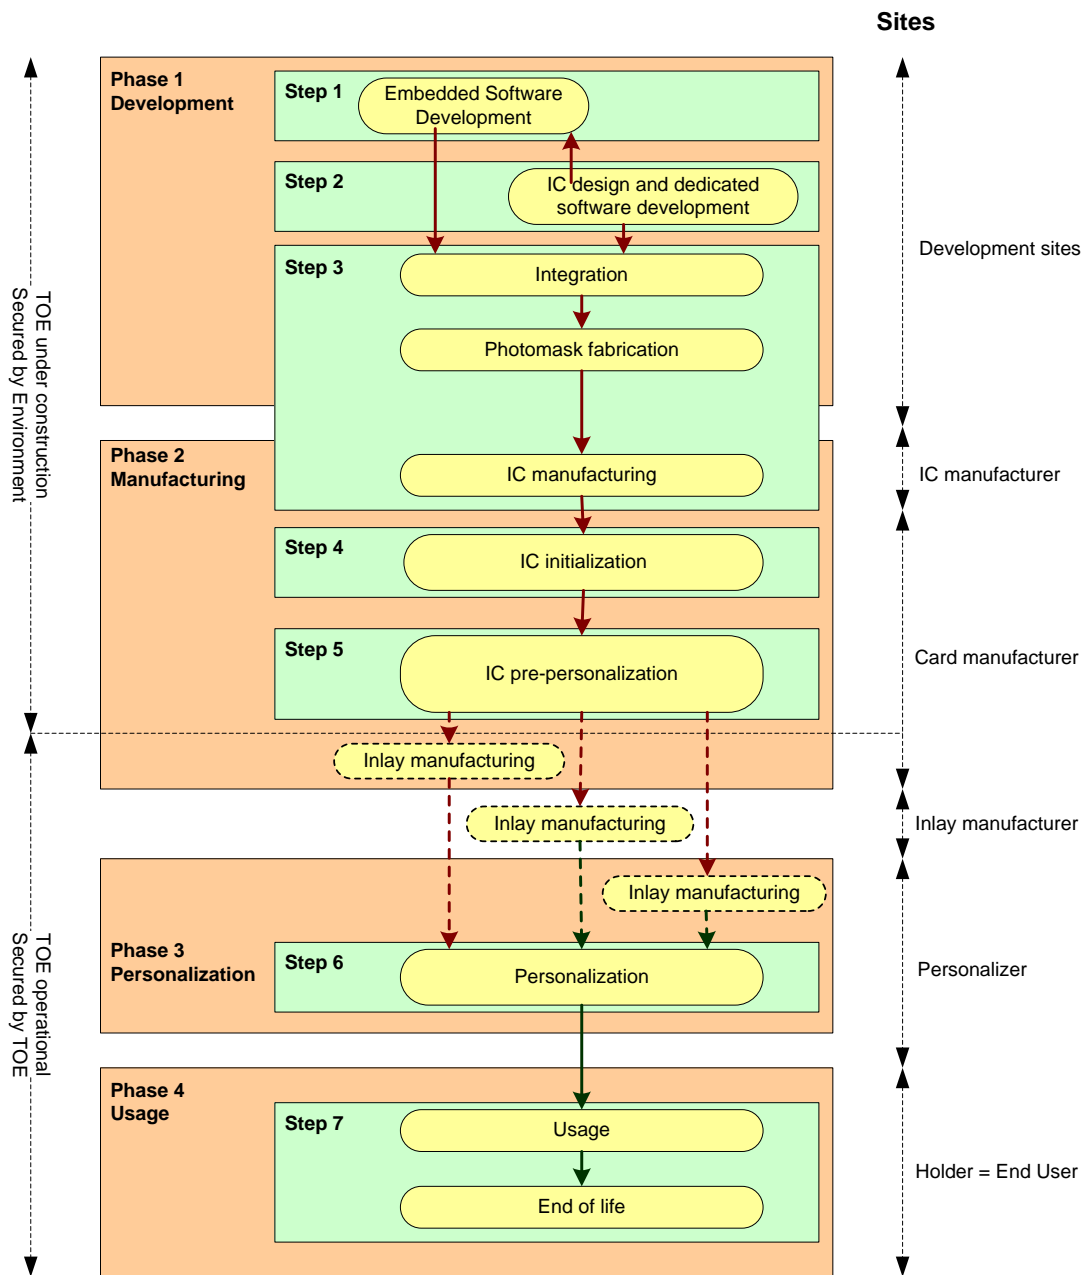 Sites
Phase 1
Development
Step 1
Embedded Software
Development
Step 2
IC design and dedicated
software development
Step 3
Integration
Development sites
Photomask fabrication
TOE under construction
Secured by Environment
Phase 2
Manufacturing
IC manufacturing
IC manufacturer
Step 4
IC initialization
Step 5
IC pre-personalization
Card manufacturer
Inlay manufacturing
Inlay manufacturing
Inlay manufacturer
Inlay manufacturing
Phase 3
Personalization
Step 6
Personalization
Personalizer
TOE operational
Secured by TOE
Phase 4
Usage
Step 7
Usage
End of life
Holder = End User